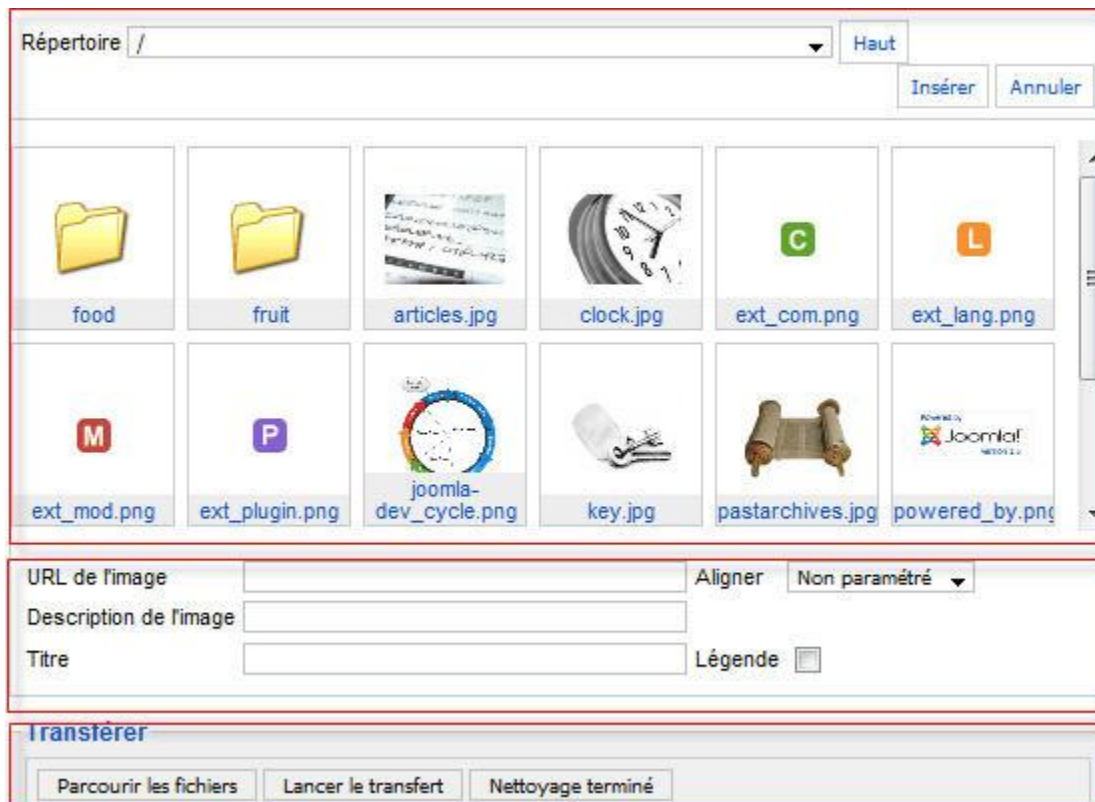 Répertoire / Haut
Insérer Annuler
C L
food fruit articles.jpg clock.jpg ext_com.png ext_lang.png
M P Powered by Joomla!
joomla-
ext_mod.png ext_plugin.png dev_cycle.png key.jpg pastarchives.jpg powered_by.png
URL de l'image Aligner Non paramétré
Description de l'image
Titre Légende
Transférer
Parcourir les fichiers Lancer le transfert Nettoyage terminé